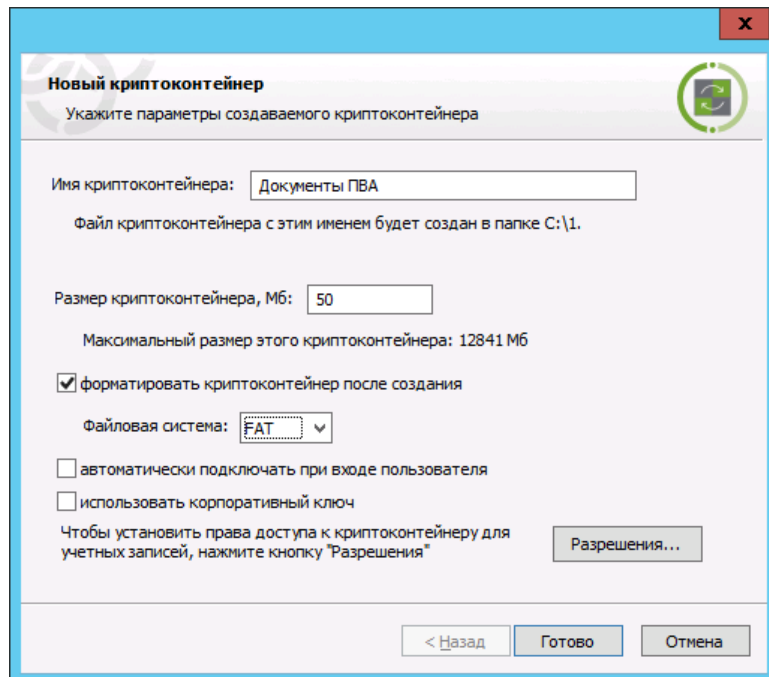 x
Новый криптоконтейнер
Укажите параметры создаваемого криптоконтейнера
Имя криптоконтейнера: Документы ПВА
Файл криптоконтейнера с этим именем будет создан в папке C:\1.
Размер криптоконтейнера, Мб: 50
Максимальный размер этого криптоконтейнера: 12841 Мб
форматировать криптоконтейнер после создания
Файловая система: FAT
автоматически подключать при входе пользователя
использовать корпоративный ключ
Чтобы установить права доступа к криптоконтейнеру для
учетных записей, нажмите кнопку "Разрешения"
Разрешения...
< Назад Готово Отмена